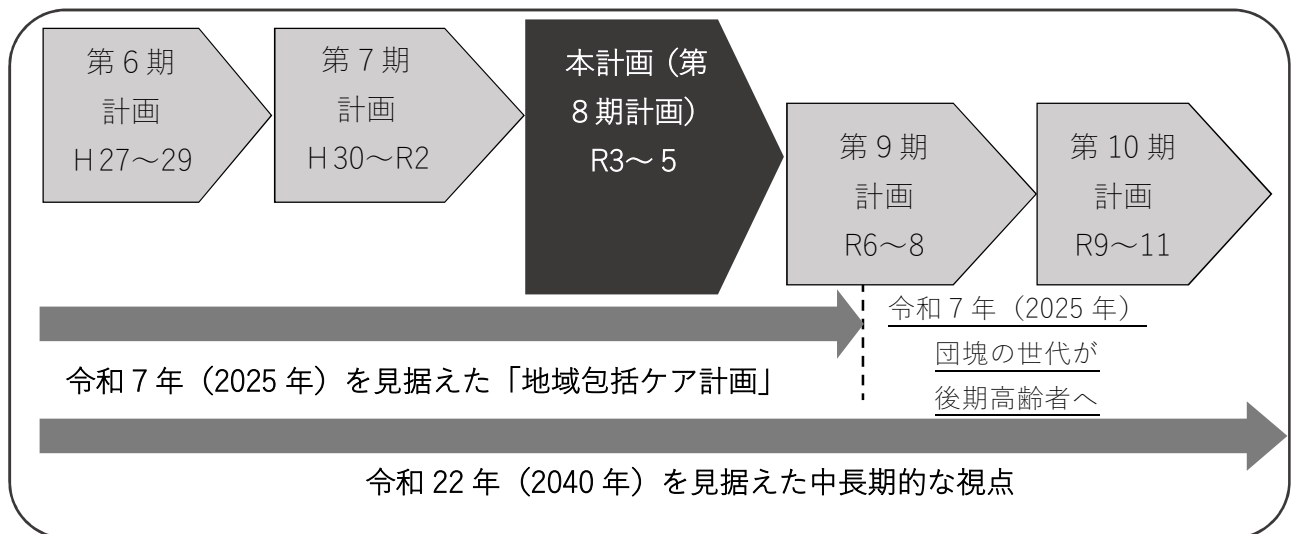 第６期
計画
Ｈ27～29
第７期
計画
Ｈ30～R2
本計画（第
８期計画）
R3～５
第９期
計画
R6～8
第 10 期
計画
R9～11
令和７年（2025 年）
団塊の世代が
後期高齢者へ
令和７年（2025 年）を見据えた「地域包括ケア計画」
令和 22 年（2040 年）を見据えた中長期的な視点